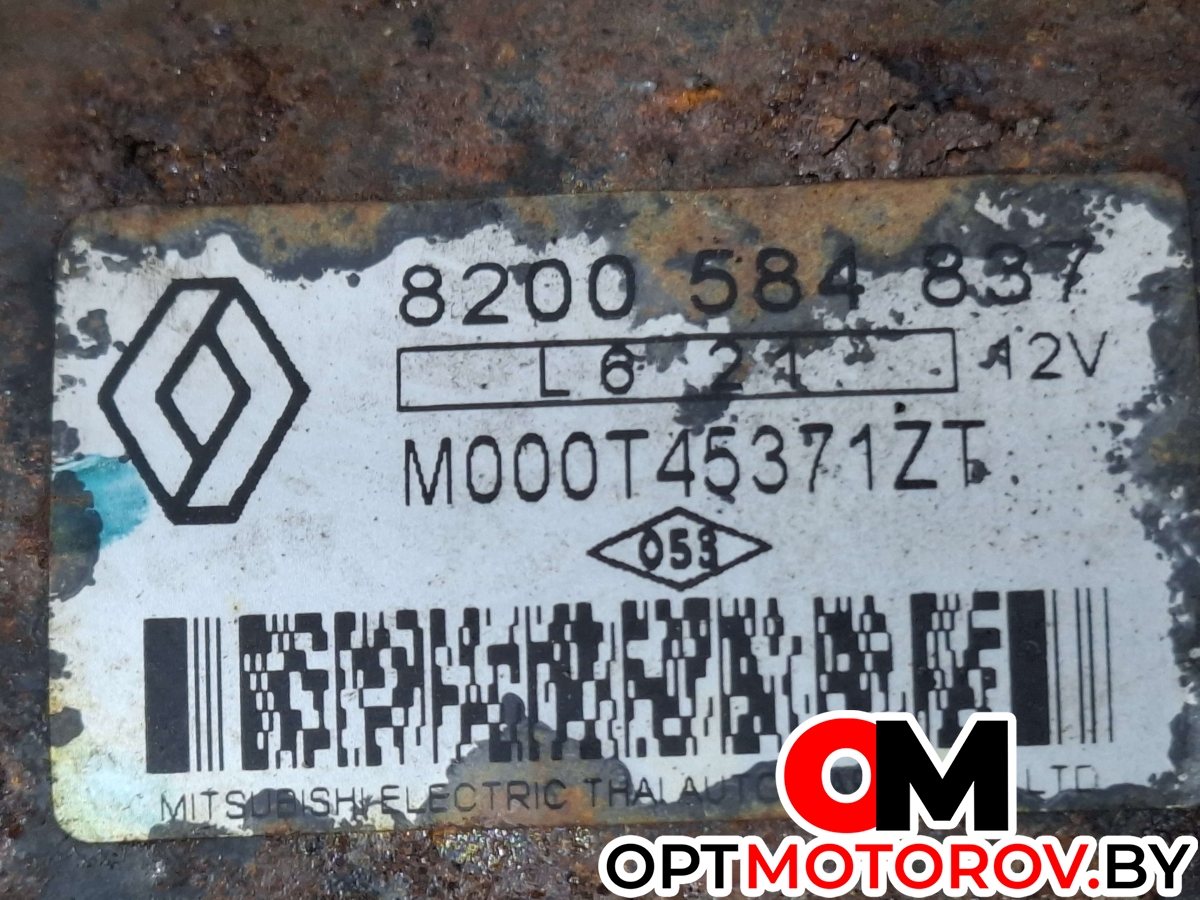 8200 584 837
L6 21 12V
M000T45371ZT
053
MITSUBISHI ELECTRIC THAI AUTO LTD
OM
OPTMOTOROV.BY